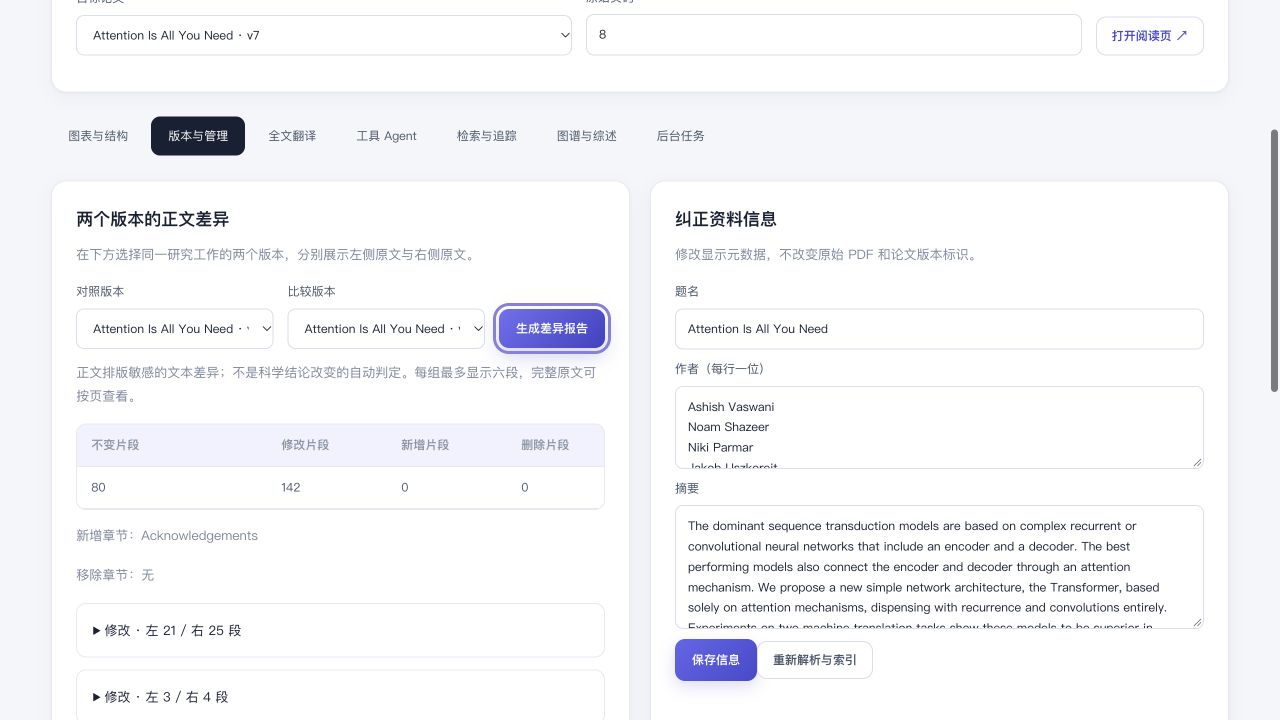 Attention Is All You Need · v7
8
打开阅读页 ↗
图表与结构
版本与管理
全文翻译
工具 Agent
检索与追踪
图谱与综述
后台任务
两个版本的正文差异
在下方选择同一研究工作的两个版本，分别展示左侧原文与右侧原文。
对照版本
比较版本
Attention Is All You Need ·
Attention Is All You Need ·
生成差异报告
正文排版敏感的文本差异；不是科学结论改变的自动判定。每组最多显示六段，完整原文可
按页查看。
不变片段
修改片段
新增片段
删除片段
80
142
0
0
新增章节：Acknowledgements
移除章节：无
修改 · 左 21 / 右 25 段
修改 · 左 3 / 右 4 段
纠正资料信息
修改显示元数据，不改变原始 PDF 和论文版本标识。
题名
Attention Is All You Need
作者（每行一位）
Ashish Vaswani
Noam Shazeer
Niki Parmar
Jakob Uszkoreit
摘要
The dominant sequence transduction models are based on complex recurrent or
convolutional neural networks that include an encoder and a decoder. The best
performing models also connect the encoder and decoder through an attention
mechanism. We propose a new simple network architecture, the Transformer, based
solely on attention mechanisms, dispensing with recurrence and convolutions entirely.
Experiments on two machine translation tasks show these models to be superior in
保存信息
重新解析与索引